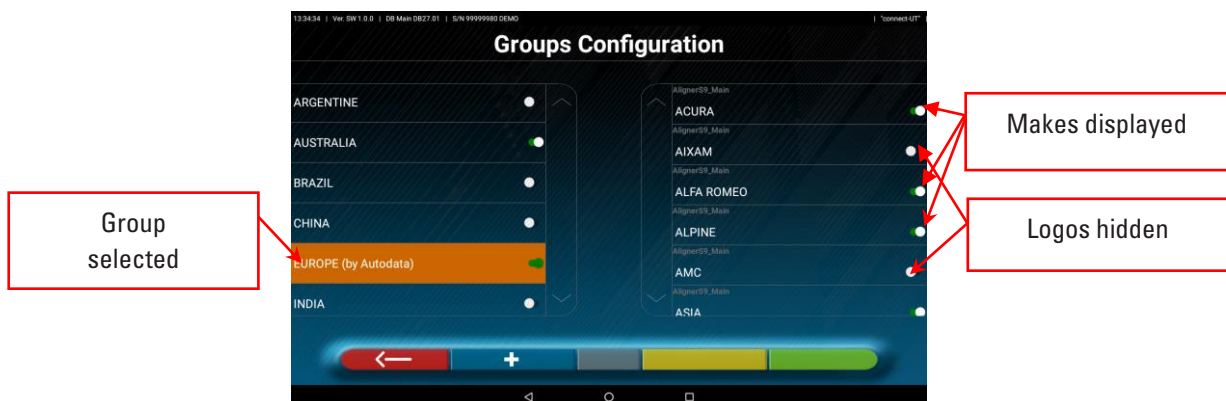 13:34:34 | Ver. SW 1.0.0 | DB Main DB27.01 | S/N 99999980 DEMO | "connect-UT" |
Groups Configuration
ARGENTINE
AUSTRALIA
BRAZIL
CHINA
EUROPE (by Autodata)
INDIA
AlignerS9_Main
ACURA
AlignerS9_Main
AIXAM
AlignerS9_Main
ALFA ROMEO
AlignerS9_Main
ALPINE
AlignerS9_Main
AMC
AlignerS9_Main
ASIA
Group
selected
Makes displayed
Logos hidden